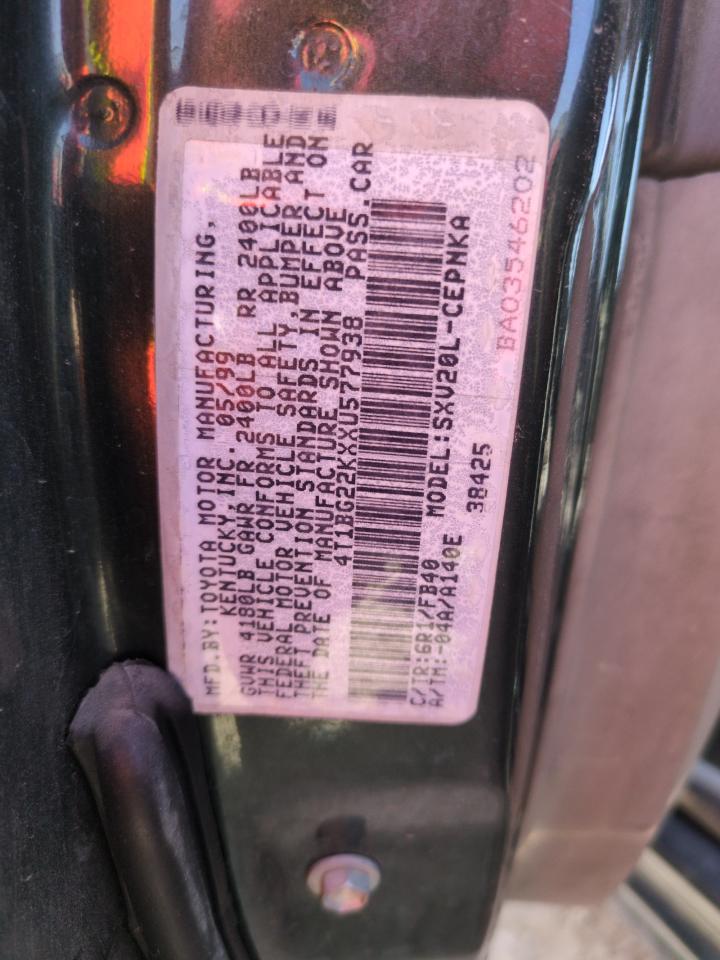 MFD.BY:TOYOTA MOTOR MANUFACTURING,
KENTUCKY,INC. 05/99
GVWR 4180LB GAWR FR 2400LB RR 2400LB
THIS VEHICLE CONFORMS TO ALL APPLICABLE
FEDERAL MOTOR VEHICLE SAFETY,BUMPER AND
THEFT PREVENTION STANDARDS IN EFFECT ON
THE DATE OF MANUFACTURE SHOWN ABOVE
4T1BG22KXXU577938 PASS.CAR
C/TR:6R1/FB40 MODEL:SXV20L-CEPNKA
A/TM:-04A/A140E 38425
BA03546202